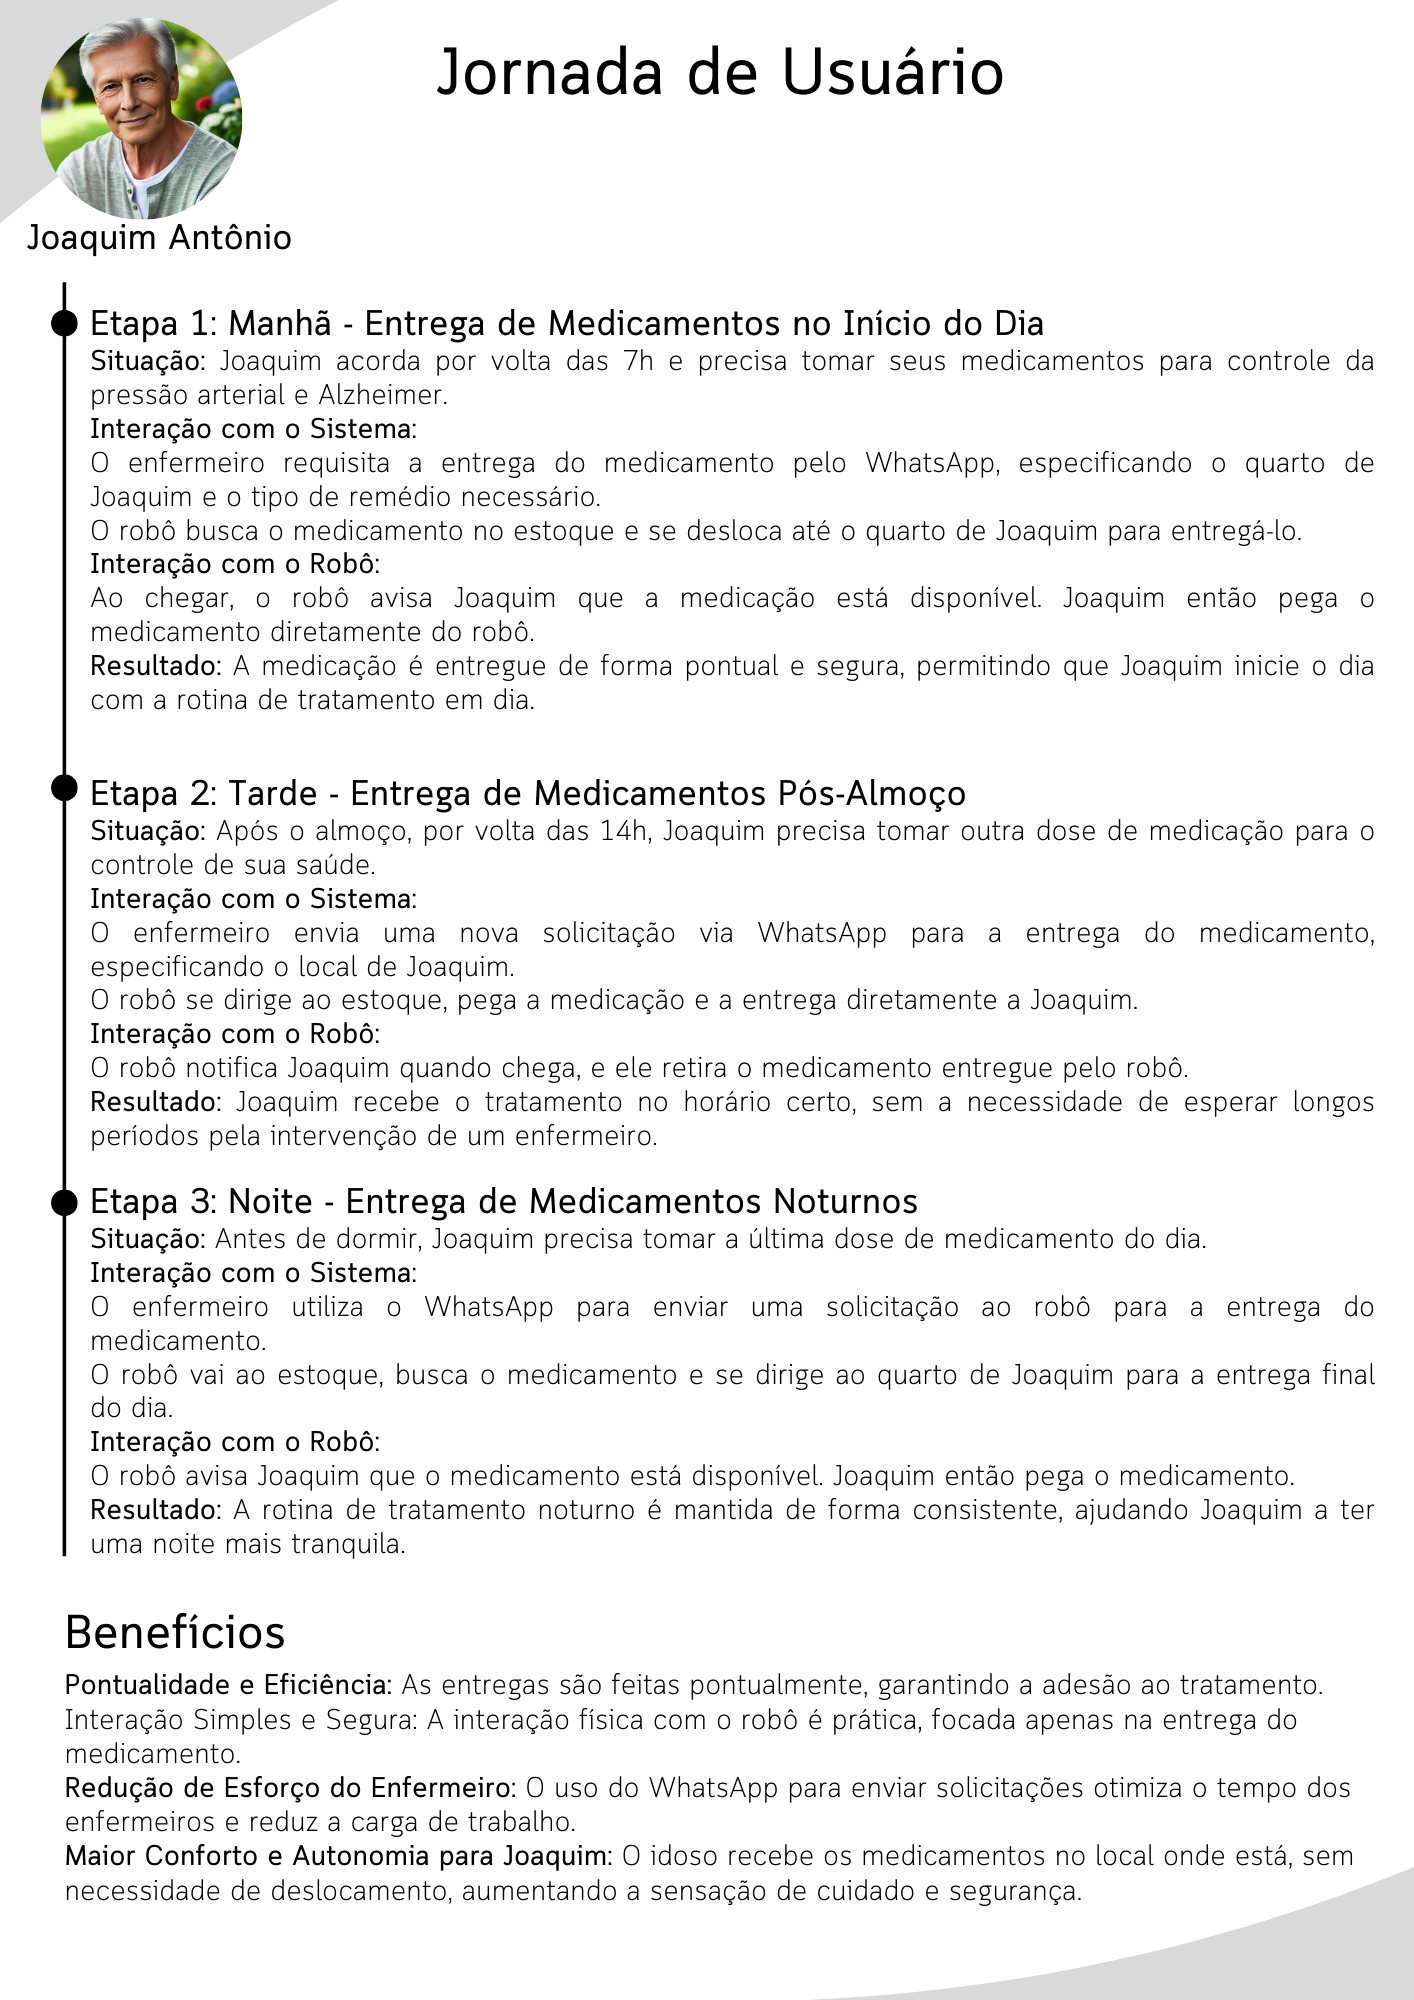 Jornada de Usuário
Joaquim Antônio
Etapa 1: Manhã - Entrega de Medicamentos no Início do Dia
Situação: Joaquim acorda por volta das 7h e precisa tomar seus medicamentos para controle da
pressão arterial e Alzheimer.
Interação com o Sistema:
O enfermeiro requisita a entrega do medicamento pelo WhatsApp, especificando o quarto de
Joaquim e o tipo de remédio necessário.
O robô busca o medicamento no estoque e se desloca até o quarto de Joaquim para entregá-lo.
Interação com o Robô:
Ao chegar, o robô avisa Joaquim que a medicação está disponível. Joaquim então pega o
medicamento diretamente do robô.
Resultado: A medicação é entregue de forma pontual e segura, permitindo que Joaquim inicie o dia
com a rotina de tratamento em dia.
Etapa 2: Tarde - Entrega de Medicamentos Pós-Almoço
Situação: Após o almoço, por volta das 14h, Joaquim precisa tomar outra dose de medicação para o
controle de sua saúde.
Interação com o Sistema:
O enfermeiro envia uma nova solicitação via WhatsApp para a entrega do medicamento,
especificando o local de Joaquim.
O robô se dirige ao estoque, pega a medicação e a entrega diretamente a Joaquim.
Interação com o Robô:
O robô notifica Joaquim quando chega, e ele retira o medicamento entregue pelo robô.
Resultado: Joaquim recebe o tratamento no horário certo, sem a necessidade de esperar longos
períodos pela intervenção de um enfermeiro.
Etapa 3: Noite - Entrega de Medicamentos Noturnos
Situação: Antes de dormir, Joaquim precisa tomar a última dose de medicamento do dia.
Interação com o Sistema:
O enfermeiro utiliza o WhatsApp para enviar uma solicitação ao robô para a entrega do
medicamento.
O robô vai ao estoque, busca o medicamento e se dirige ao quarto de Joaquim para a entrega final
do dia.
Interação com o Robô:
O robô avisa Joaquim que o medicamento está disponível. Joaquim então pega o medicamento.
Resultado: A rotina de tratamento noturno é mantida de forma consistente, ajudando Joaquim a ter
uma noite mais tranquila.
Benefícios
Pontualidade e Eficiência: As entregas são feitas pontualmente, garantindo a adesão ao tratamento.
Interação Simples e Segura: A interação física com o robô é prática, focada apenas na entrega do
medicamento.
Redução de Esforço do Enfermeiro: O uso do WhatsApp para enviar solicitações otimiza o tempo dos
enfermeiros e reduz a carga de trabalho.
Maior Conforto e Autonomia para Joaquim: O idoso recebe os medicamentos no local onde está, sem
necessidade de deslocamento, aumentando a sensação de cuidado e segurança.